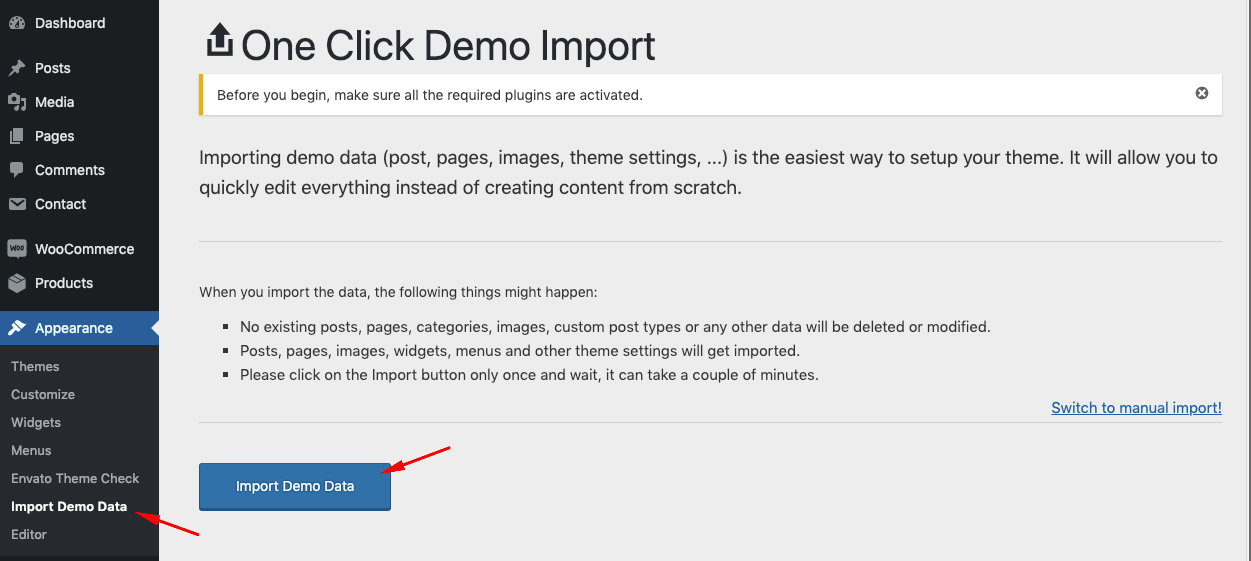 Dashboard
Posts
Media
Pages
Comments
Contact
WOO WooCommerce
Products
Appearance
Themes
Customize
Widgets
Menus
Envato Theme Check
Import Demo Data
Editor
One Click Demo Import
Before you begin, make sure all the required plugins are activated.
Importing demo data (post, pages, images, theme settings, ...) is the easiest way to setup your theme. It will allow you to
quickly edit everything instead of creating content from scratch.
When you import the data, the following things might happen:
No existing posts, pages, categories, images, custom post types or any other data will be deleted or modified.
Posts, pages, images, widgets, menus and other theme settings will get imported.
Please click on the Import button only once and wait, it can take a couple of minutes.
Switch to manual import!
Import Demo Data